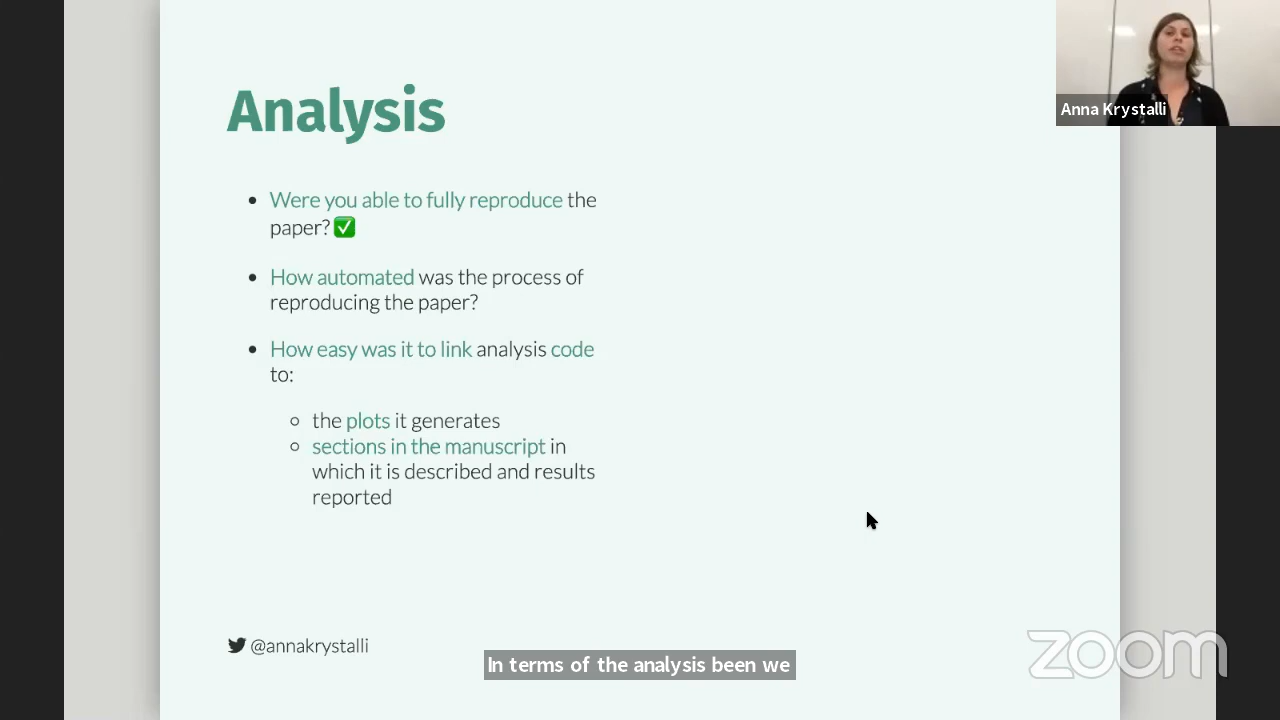 Analysis
Anna Krystalli
Were you able to fully reproduce the
paper? ✅
How automated was the process of
reproducing the paper?
How easy was it to link analysis code
to:
the plots it generates
sections in the manuscript in
which it is described and results
reported
@annakrystalli
In terms of the analysis been we
zoom